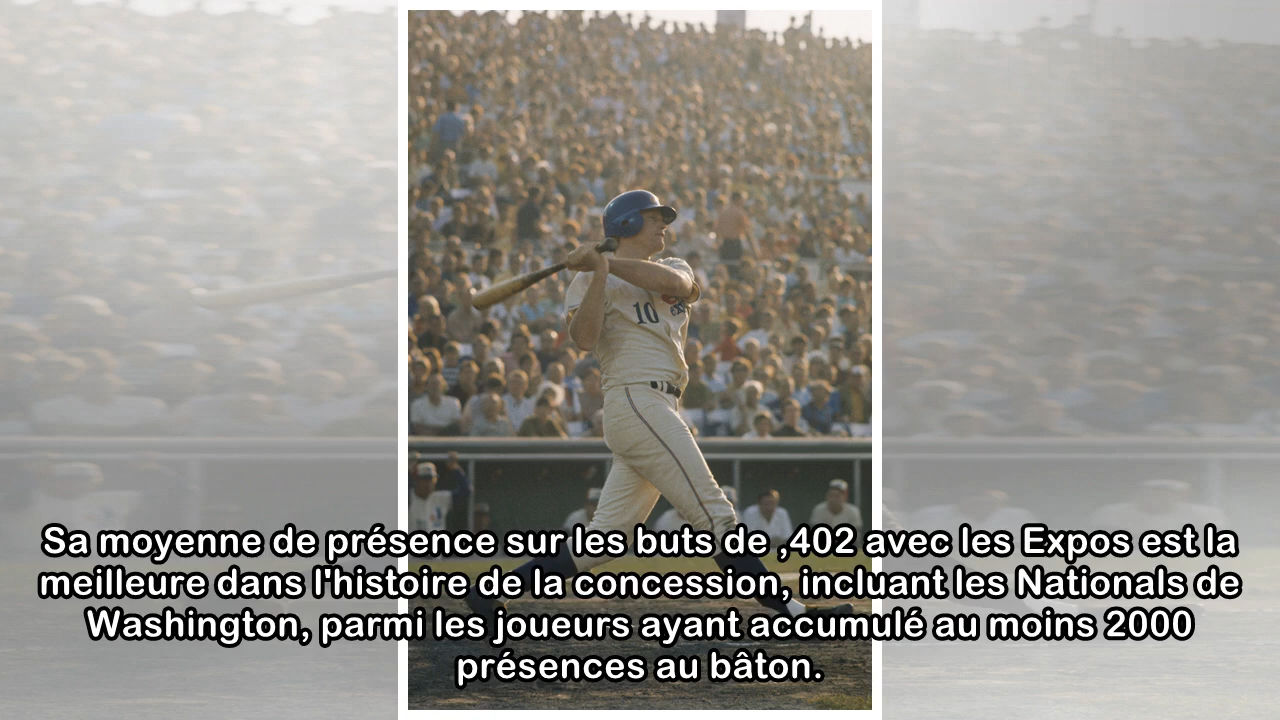 10
Sa moyenne de présence sur les buts de ,402 avec les Expos est la
meilleure dans l'histoire de la concession, incluant les Nationals de
Washington, parmi les joueurs ayant accumulé au moins 2000
présences au bâton.